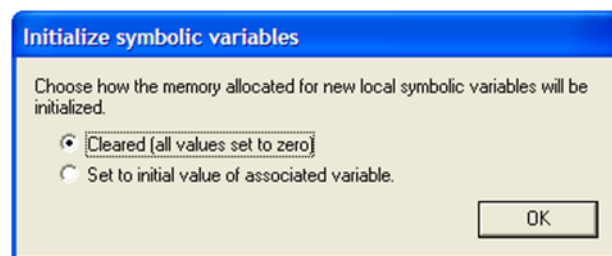 Initialize symbolic variables
Choose how the memory allocated for new local symbolic variables will be
initialized.
Cleared (all values set to zero)
Set to initial value of associated variable.
OK